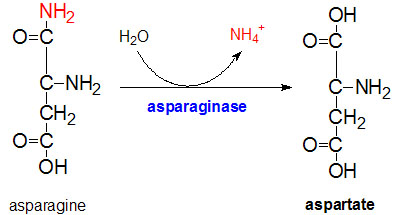 NH₂
O=C
C-NH₂
CH₂
O=C
OH
asparagine
H₂O
NH₄⁺
asparaginase
OH
O=C
C-NH₂
CH₂
O=C
OH
aspartate